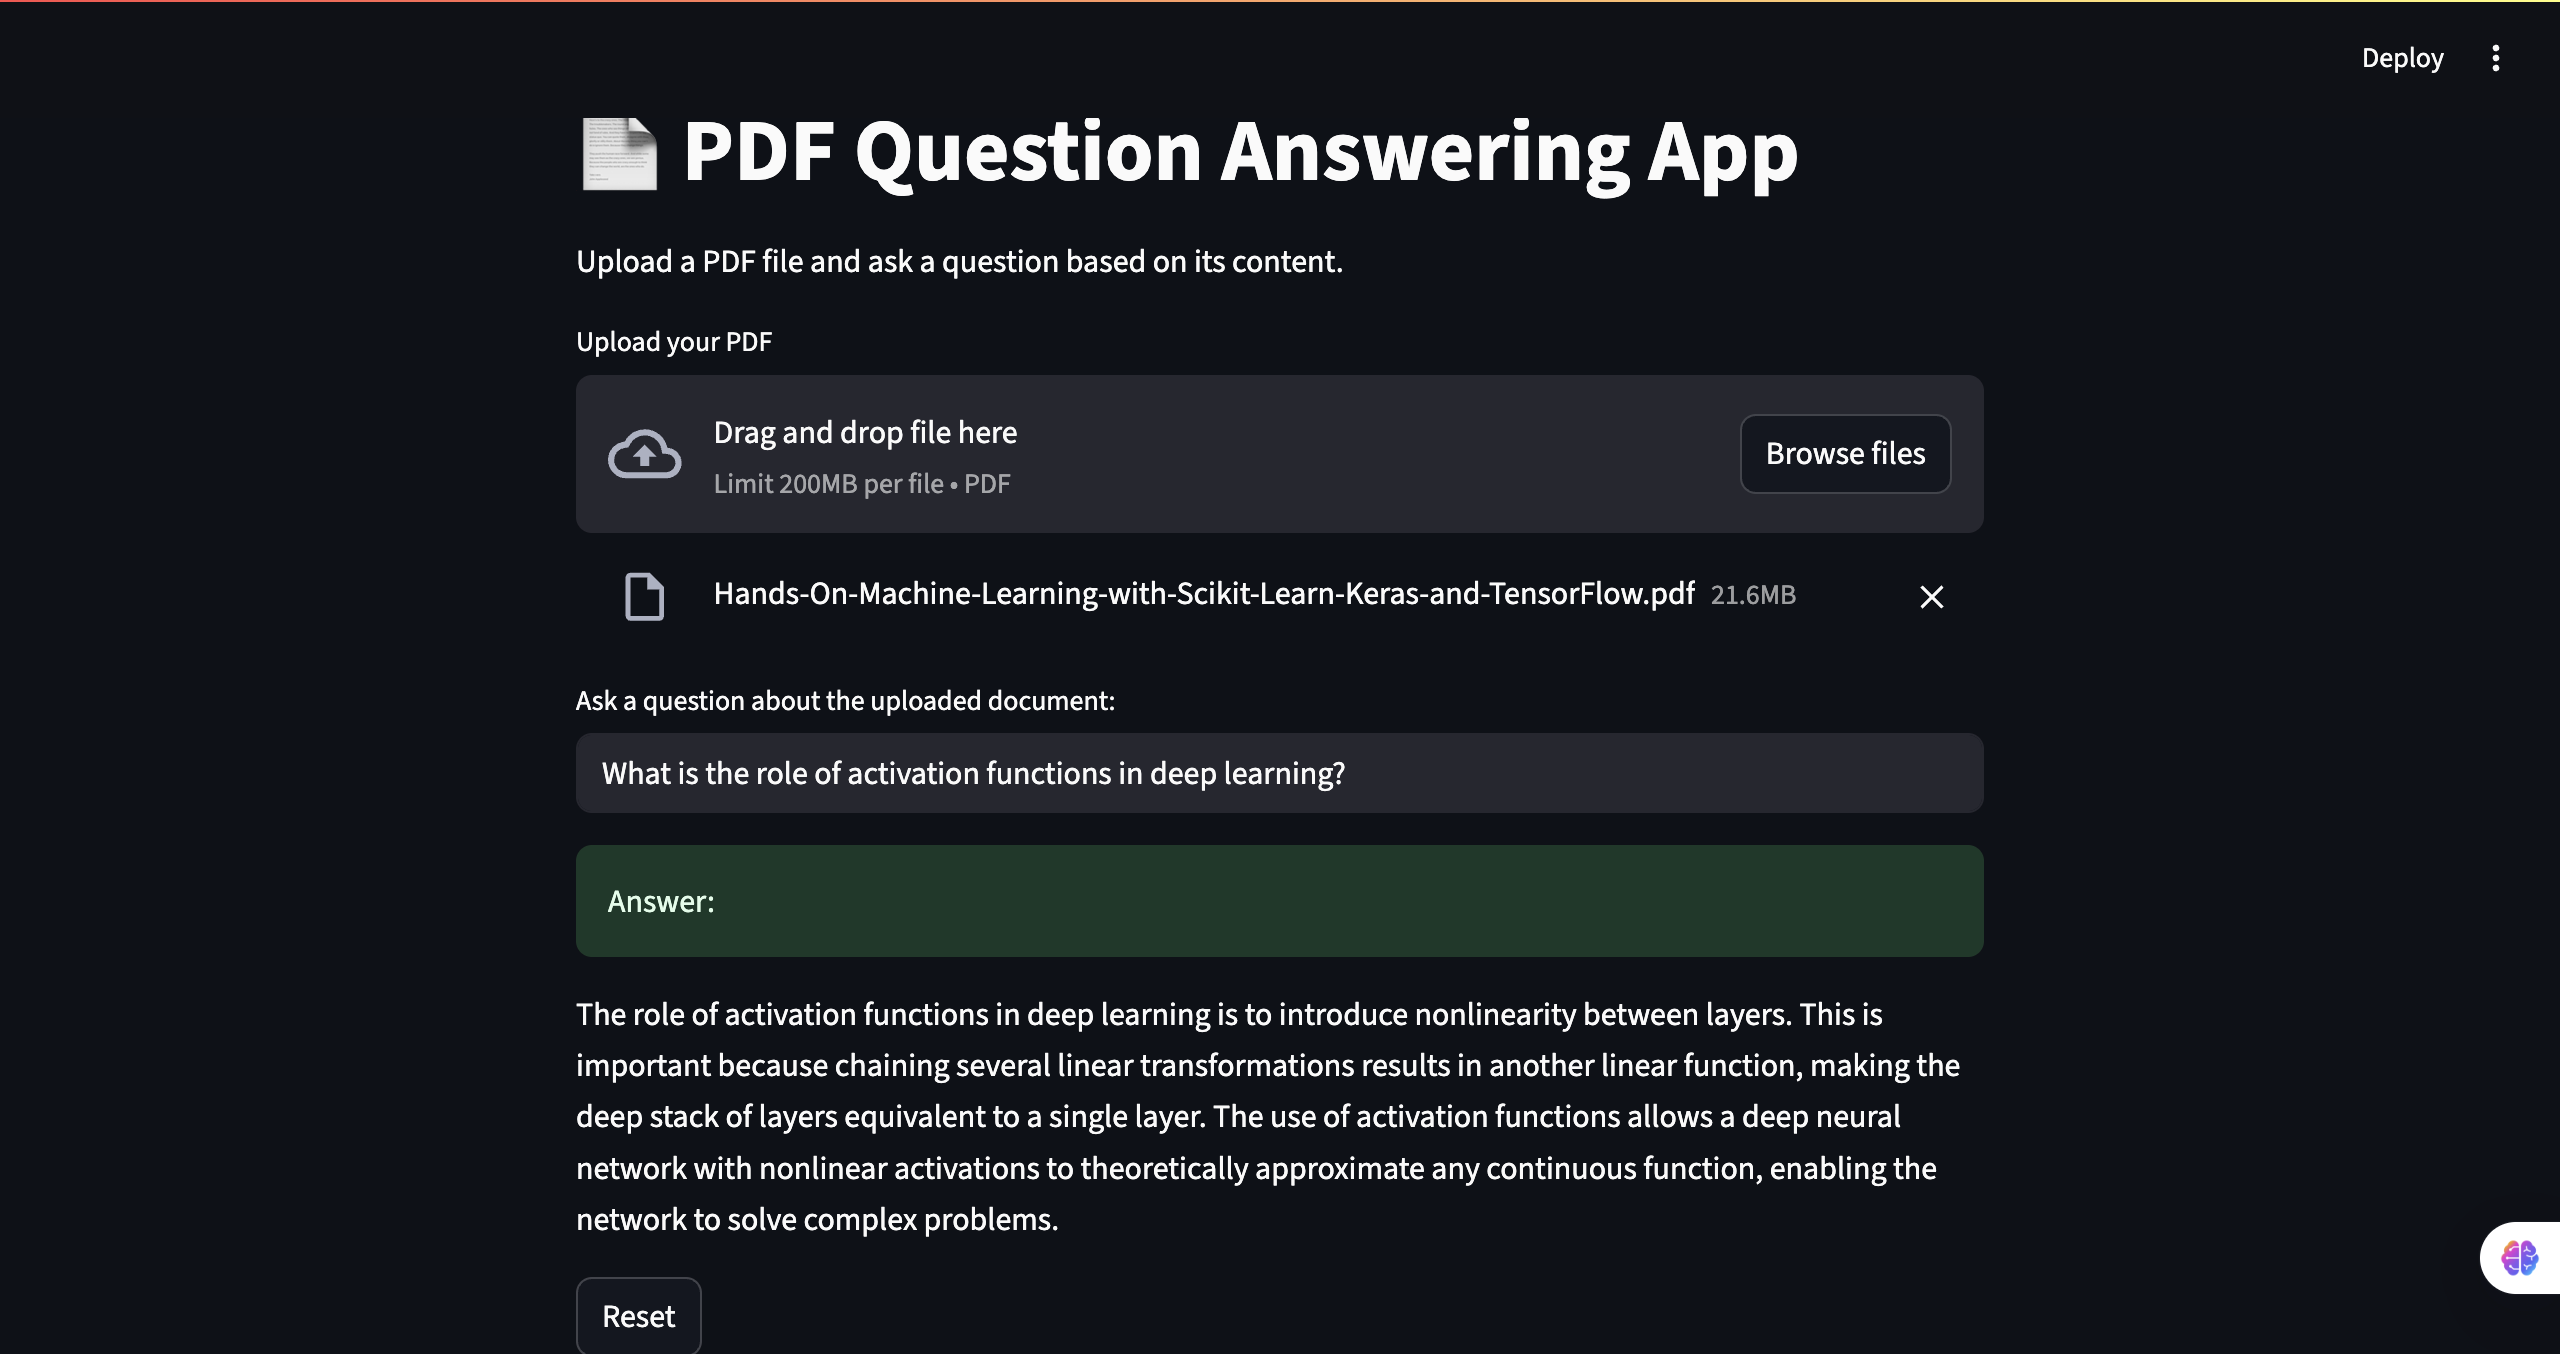 Deploy
PDF Question Answering App
Upload a PDF file and ask a question based on its content.
Upload your PDF
Drag and drop file here
Limit 200MB per file • PDF
Browse files
Hands-On-Machine-Learning-with-Scikit-Learn-Keras-and-TensorFlow.pdf 21.6MB
Ask a question about the uploaded document:
What is the role of activation functions in deep learning?
Answer:
The role of activation functions in deep learning is to introduce nonlinearity between layers. This is
important because chaining several linear transformations results in another linear function, making the
deep stack of layers equivalent to a single layer. The use of activation functions allows a deep neural
network with nonlinear activations to theoretically approximate any continuous function, enabling the
network to solve complex problems.
Reset